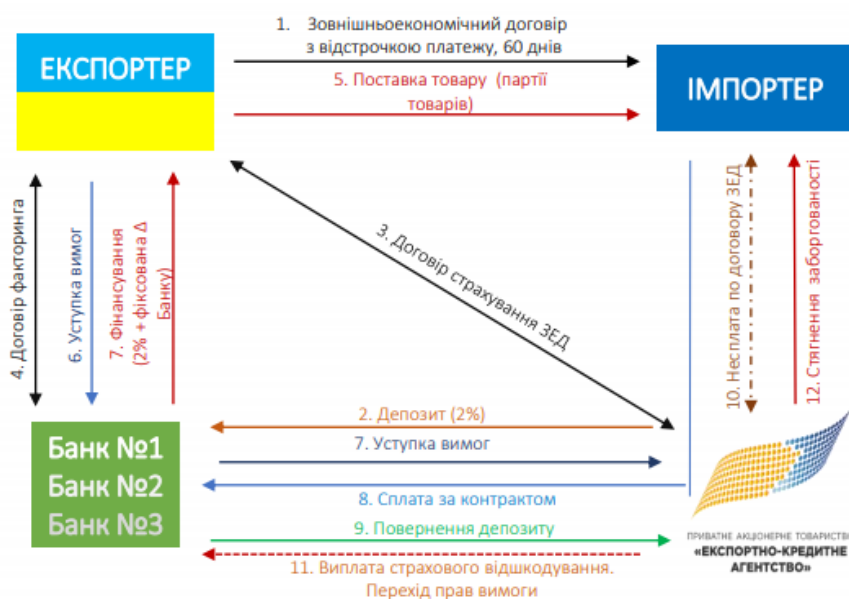 1. Зовнішньоекономічний договір
з відстрочкою платежу, 60 днів
ЕКСПОРТЕР
5. Поставка товару (партії
товарів)
ІМПОРТЕР
4. Договір факторинга
6. Уступка вимог
7. Фінансування
(2% + фіксована Δ
Банку)
3. Договір страхування ЗЕД
10. Несплата по договору ЗЕД
12. Стягнення заборгованості
2. Депозит (2%)
7. Уступка вимог
8. Сплата за контрактом
9. Повернення депозиту
11. Виплата страхового відшкодування.
Перехід прав вимоги
Банк №1
Банк №2
Банк №3
ПРИВАТНЕ АКЦІОНЕРНЕ ТОВАРИСТВО
«ЕКСПОРТНО-КРЕДИТНЕ
АГЕНТСТВО»